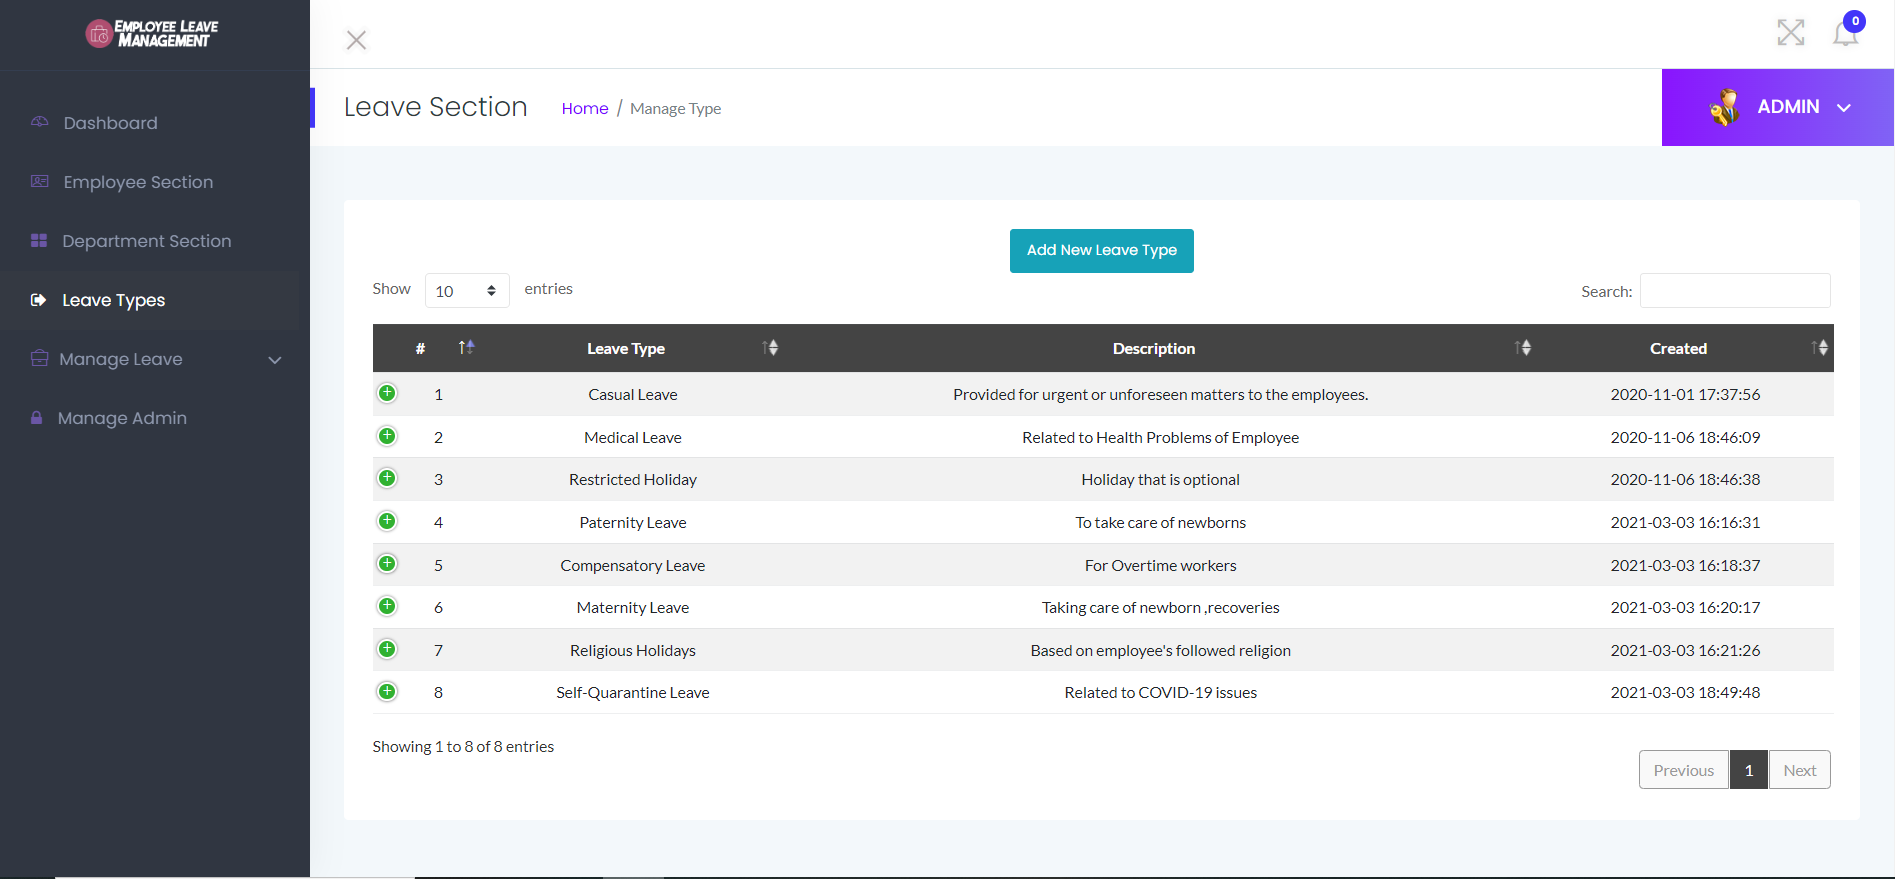 EMPLOYEE LEAVE
MANAGEMENT
0
Leave Section
Home / Manage Type
ADMIN
Dashboard
Employee Section
Department Section
Leave Types
Manage Leave
Manage Admin
Add New Leave Type
Show 10 entries
Search:
# Leave Type Description Created
1 Casual Leave Provided for urgent or unforeseen matters to the employees. 2020-11-01 17:37:56
2 Medical Leave Related to Health Problems of Employee 2020-11-06 18:46:09
3 Restricted Holiday Holiday that is optional 2020-11-06 18:46:38
4 Paternity Leave To take care of newborns 2021-03-03 16:16:31
5 Compensatory Leave For Overtime workers 2021-03-03 16:18:37
6 Maternity Leave Taking care of newborn ,recoveries 2021-03-03 16:20:17
7 Religious Holidays Based on employee's followed religion 2021-03-03 16:21:26
8 Self-Quarantine Leave Related to COVID-19 issues 2021-03-03 18:49:48
Showing 1 to 8 of 8 entries
Previous 1 Next